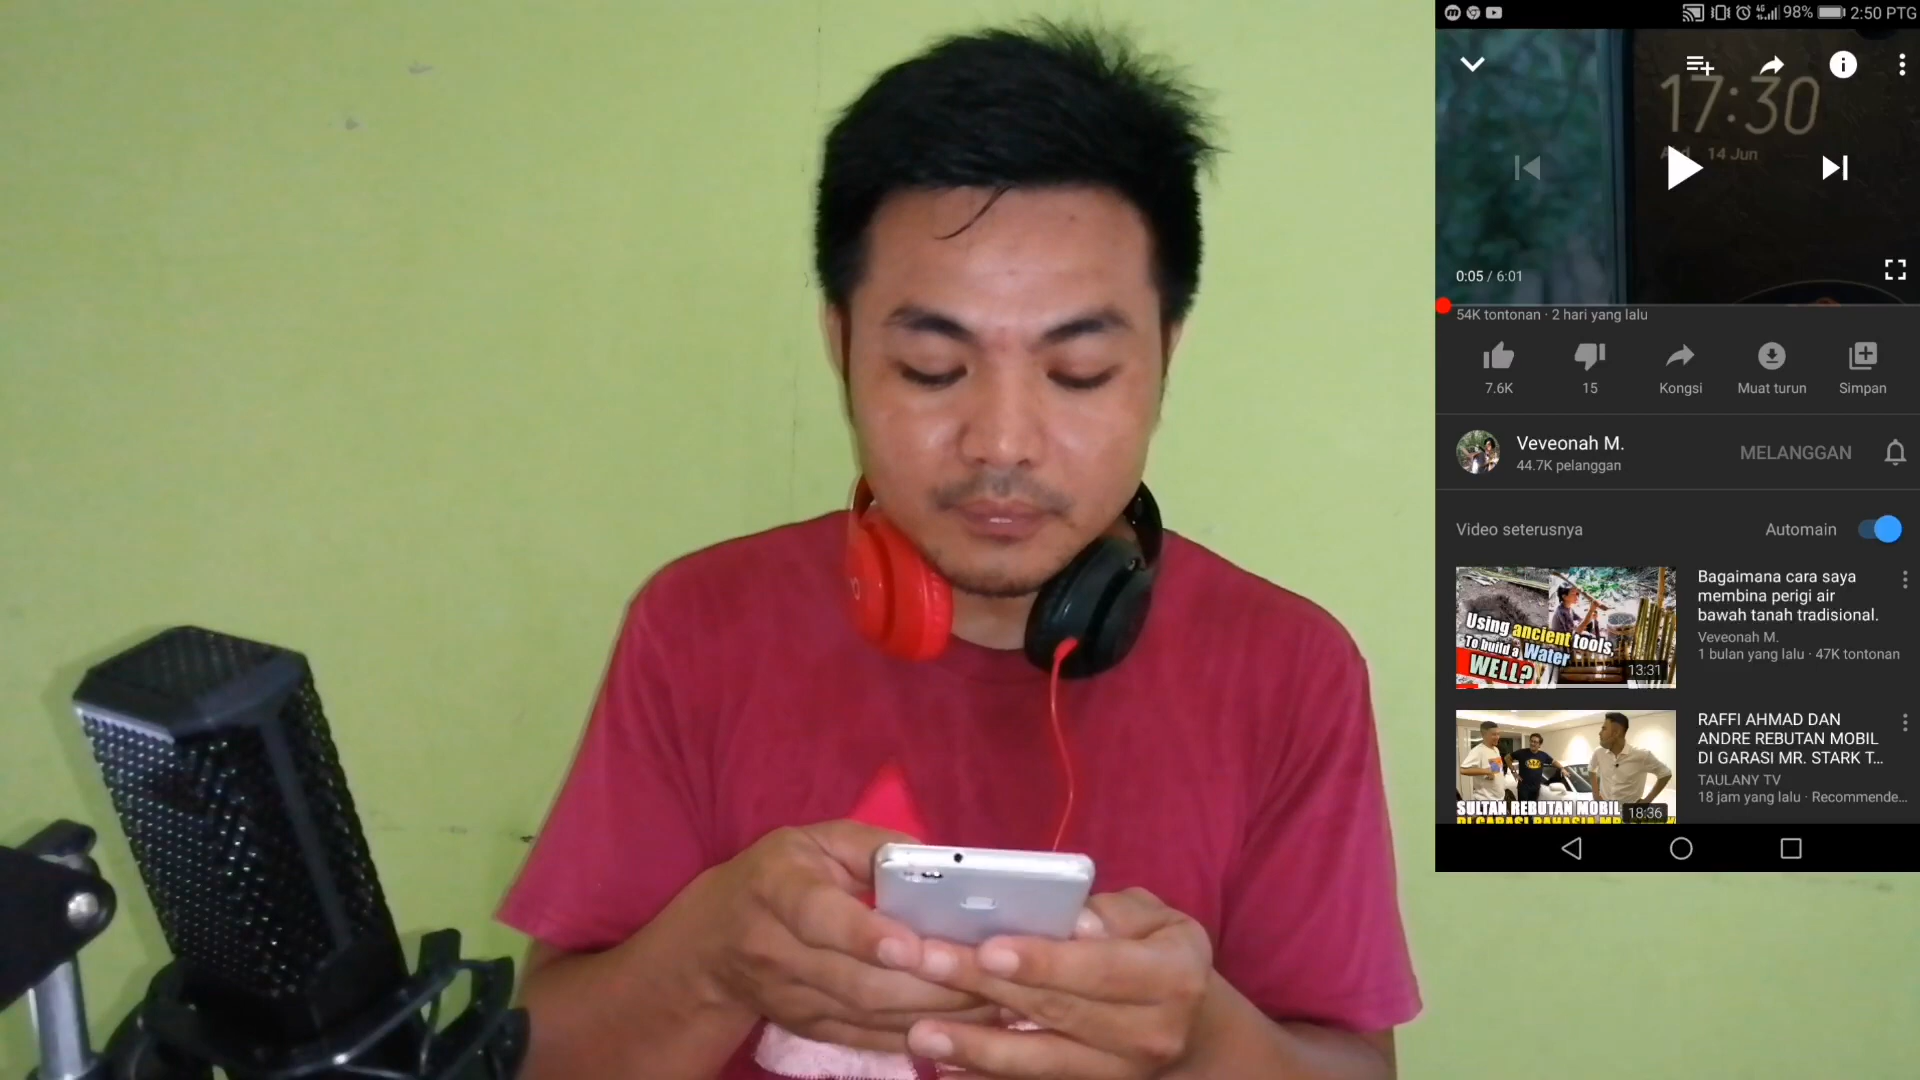 98% 2:50 PTG
17:30
14 Jun
0:05 / 6:01
54K tontonan · 2 hari yang lalu
7.6K 15 Kongsi Muat turun Simpan
Veveonah M.
44.7K pelanggan
MELANGGAN
Video seterusnya Automain
Using ancient tools
To build a Water
WELL?
13:31
Bagaimana cara saya
membina perigi air
bawah tanah tradisional.
Veveonah M.
1 bulan yang lalu · 47K tontonan
SULTAN REBUTAN MOBIL
18:36
RAFFI AHMAD DAN
ANDRE REBUTAN MOBIL
DI GARASI MR. STARK T...
TAULANY TV
18 jam yang lalu · Recommende...